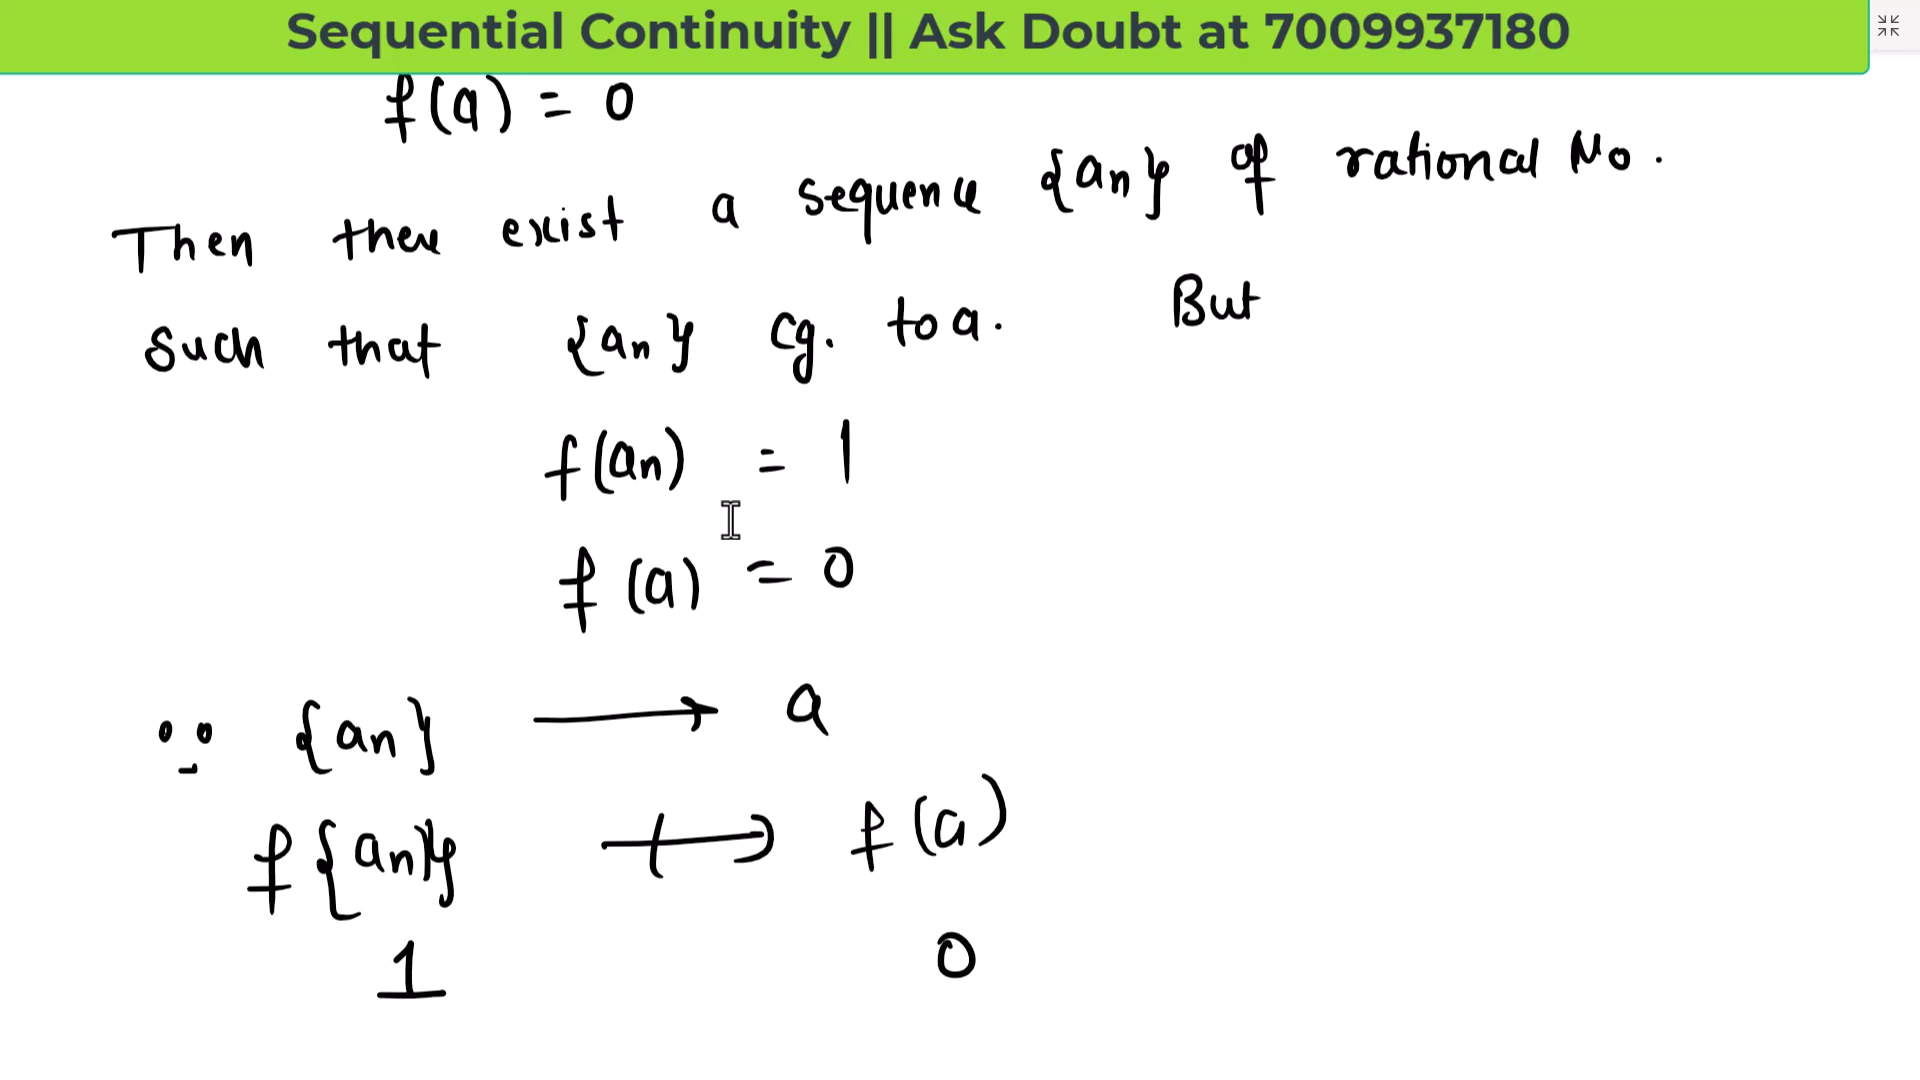 Sequential Continuity || Ask Doubt at 7009937180
f(a) = 0
Then there exist a sequence {an} of rational No.
Such that {an} cg. to a. But
f(an) = 1
f(a) = 0
∵ {an} ⟶ a
f{an)} ↛ f(a)
1 0